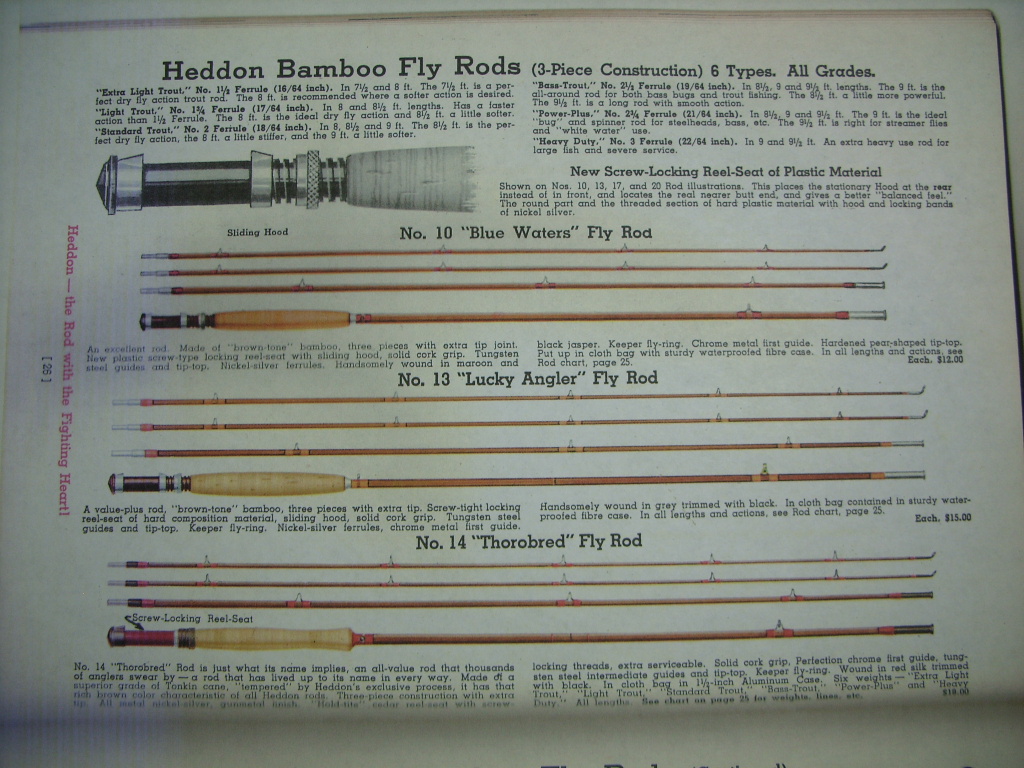 Heddon Bamboo Fly Rods (3-Piece Construction) 6 Types. All Grades.
"Extra Light Trout," No. 1½ Ferrule (16/64 inch). In 7½ and 8 ft. The 7½ ft. is a per-
fect dry fly action trout rod. The 8 ft. is recommended where a softer action is desired.
"Light Trout," No. 1¾ Ferrule (17/64 inch). In 8 and 8½ ft. lengths. Has a faster
action than 1½ Ferrule. The 8 ft. is the ideal dry fly action and 8½ ft. a little softer.
"Standard Trout," No. 2 Ferrule (18/64 inch). In 8, 8½ and 9 ft. The 8½ ft. is the per-
fect dry fly action, the 8 ft. a little stiffer, and the 9 ft. a little softer.
"Bass-Trout," No. 2½ Ferrule (19/64 inch). In 8½, 9 and 9½ ft. lengths. The 9 ft. is the
all-around rod for both bass bugs and trout fishing. The 8½ ft. a little more powerful.
The 9½ ft. is a long rod with smooth action.
"Power-Plus," No. 2¾ Ferrule (21/64 inch). In 8½, 9 and 9½ ft. The 9 ft. is the ideal
"bug" and spinner rod for steelheads, bass, etc. The 9½ ft. is right for streamer flies
and "white water" use.
"Heavy Duty," No. 3 Ferrule (22/64 inch). In 9 and 9½ ft. An extra heavy use rod for
large fish and severe service.
New Screw-Locking Reel-Seat of Plastic Material
Shown on Nos. 10, 13, 17, and 20 Rod illustrations. This places the stationary Hood at the rear
instead of in front, and locates the real nearer butt end, and gives a better "balanced feel."
The round part and the threaded section of hard plastic material with hood and locking bands
of nickel silver.
Sliding Hood
No. 10 "Blue Waters" Fly Rod
An excellent rod. Made of "brown-tone" bamboo, three pieces with extra tip joint.
New plastic screw-type locking reel-seat with sliding hood, solid cork grip. Tungsten
steel guides and tip-top. Nickel-silver ferrules. Handsomely wound in maroon and
black jasper. Keeper fly-ring. Chrome metal first guide. Hardened pear-shaped tip-top.
Put up in cloth bag with sturdy waterproofed fibre case. In all lengths and actions, see
Rod chart, page 25. Each, $12.00
No. 13 "Lucky Angler" Fly Rod
A value-plus rod, "brown-tone" bamboo, three pieces with extra tip. Screw-tight locking
reel-seat of hard composition material, sliding hood, solid cork grip. Tungsten steel
guides and tip-top. Keeper fly-ring. Nickel-silver ferrules, chrome metal first guide.
Handsomely wound in grey trimmed with black. In cloth bag contained in sturdy water-
proofed fibre case. In all lengths and actions, see Rod chart, page 25.
Each, $15.00
No. 14 "Thorobred" Fly Rod
Screw-Locking Reel-Seat
No. 14 "Thorobred" Rod is just what its name implies, an all-value rod that thousands
of anglers swear by — a rod that has lived up to its name in every way. Made of a
superior grade of Tonkin cane, "tempered" by Heddon's exclusive process, it has that
rich brown color characteristic of all Heddon rods. Three-piece construction with extra
tip. All metal nickel-silver, gunmetal finish. "Hold-tite" cedar reel-seat with screw-
locking threads, extra serviceable. Solid cork grip. Perfection chrome first guide, tung-
sten steel intermediate guides and tip-top. Keeper fly-ring. Wound in red silk trimmed
with black. In cloth bag in 1½-inch Aluminum Case. Six weights — "Extra Light
Trout," "Light Trout," "Standard Trout," "Bass-Trout," "Power-Plus" and "Heavy
Duty." All lengths. See chart on page 25 for weights, lines, etc. $18.00
Heddon — the Rod with the Fighting Heart!
[ 26 ]